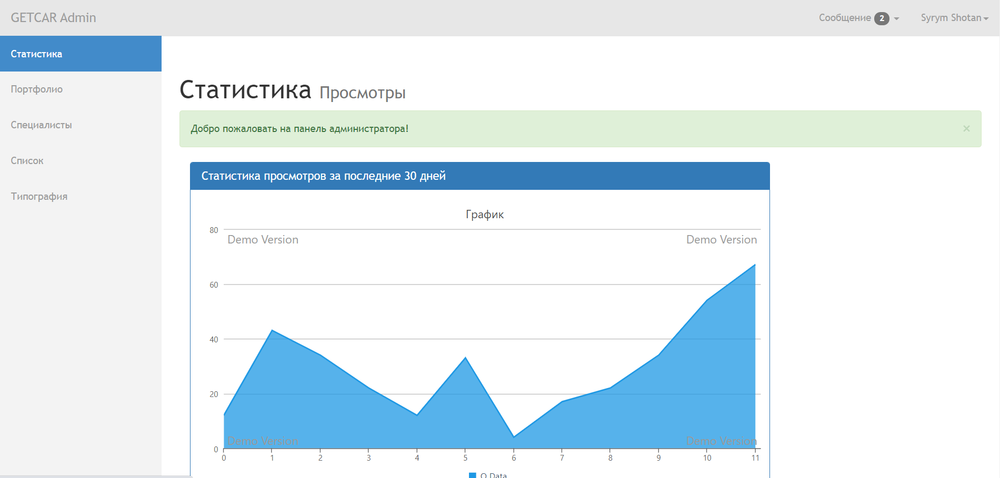 GETCAR Admin
Сообщение 2
Syrym Shotan
Статистика
Портфолио
Специалисты
Список
Типография
Статистика Просмотры
Добро пожаловать на панель администратора!
×
Статистика просмотров за последние 30 дней
График
80
Demo Version Demo Version
60
40
20
Demo Version Demo Version
0
0 1 2 3 4 5 6 7 8 9 10 11
O Data